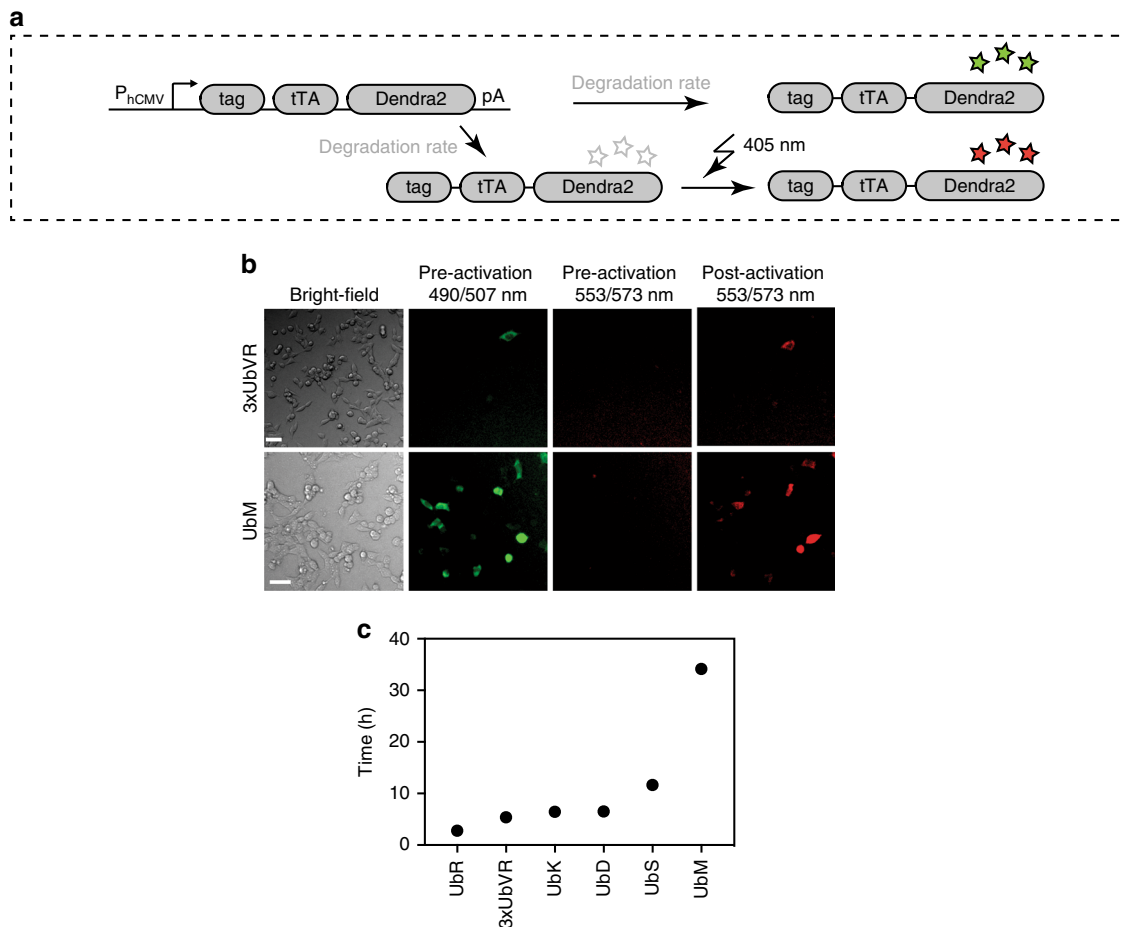 a
P hCMV tag tTA Dendra2 pA
Degradation rate
tag tTA Dendra2
Degradation rate
tag tTA Dendra2
405 nm
tag tTA Dendra2
b
Bright-field
Pre-activation
490/507 nm
Pre-activation
553/573 nm
Post-activation
553/573 nm
3xUbVR
UbM
c
Time (h)
40
30
20
10
0
UbR
3xUbVR
UbK
UbD
UbS
UbM